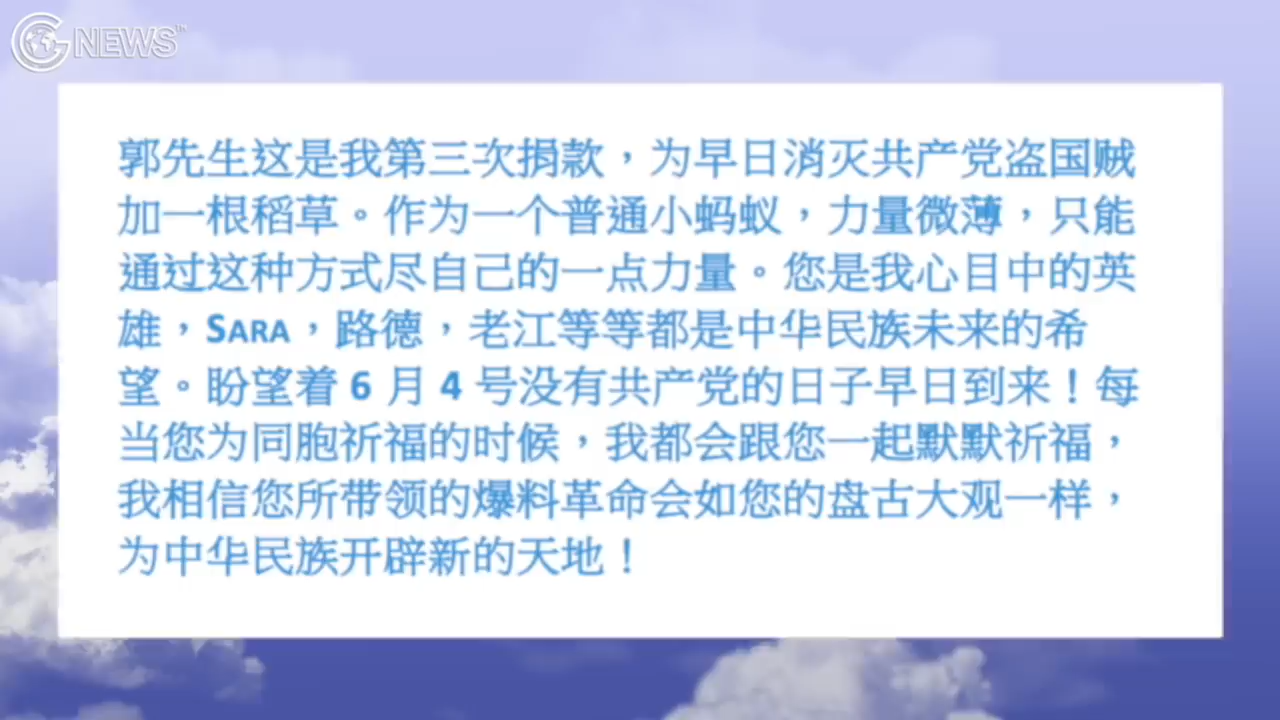 GNEWS™
郭先生这是我第三次捐款，为早日消灭共产党盗国贼
加一根稻草。作为一个普通小蚂蚁，力量微薄，只能
通过这种方式尽自己的一点力量。您是我心目中的英
雄，SARA，路德，老江等等都是中华民族未来的希
望。盼望着 6 月 4 号没有共产党的日子早日到来！每
当您为同胞祈福的时候，我都会跟您一起默默祈福，
我相信您所带领的爆料革命会如您的盘古大观一样，
为中华民族开辟新的天地！